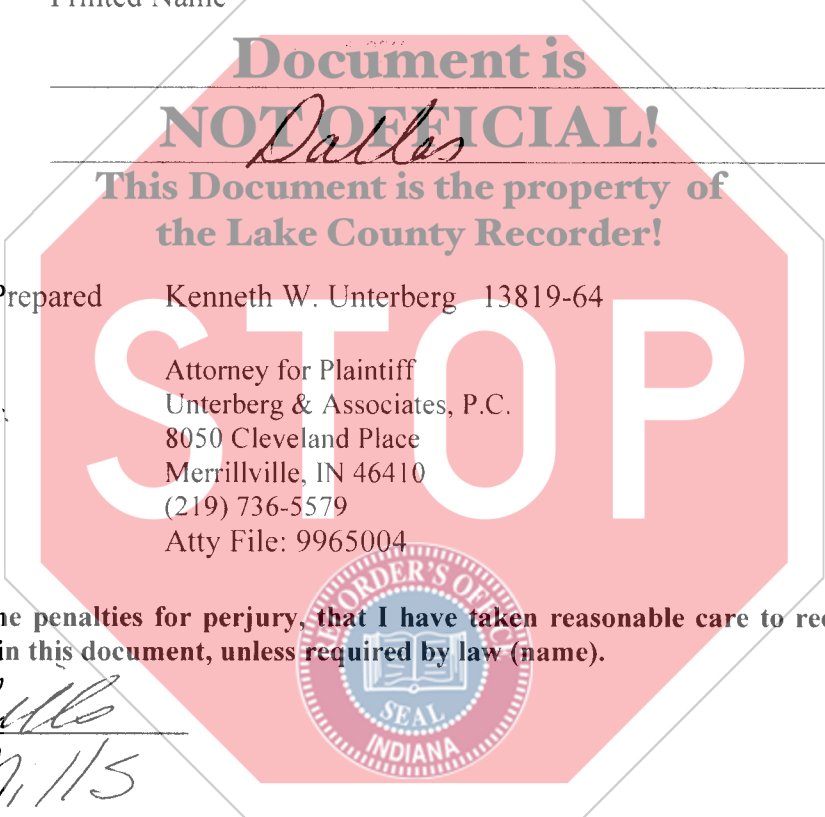 Printed Name
Document is
NOT OFFICIAL!
Dallas
This Document is the property of
the Lake County Recorder!
Prepared Kenneth W. Unterberg 13819-64
STOP
Attorney for Plaintiff
Unterberg & Associates, P.C.
8050 Cleveland Place
Merrillville, IN 46410
(219) 736-5579
Atty File: 9965004
RECORDER'S OFFICE
penalties for perjury, that I have taken reasonable care to
in this document, unless required by law (name).
SEAL
INDIANA
Mills